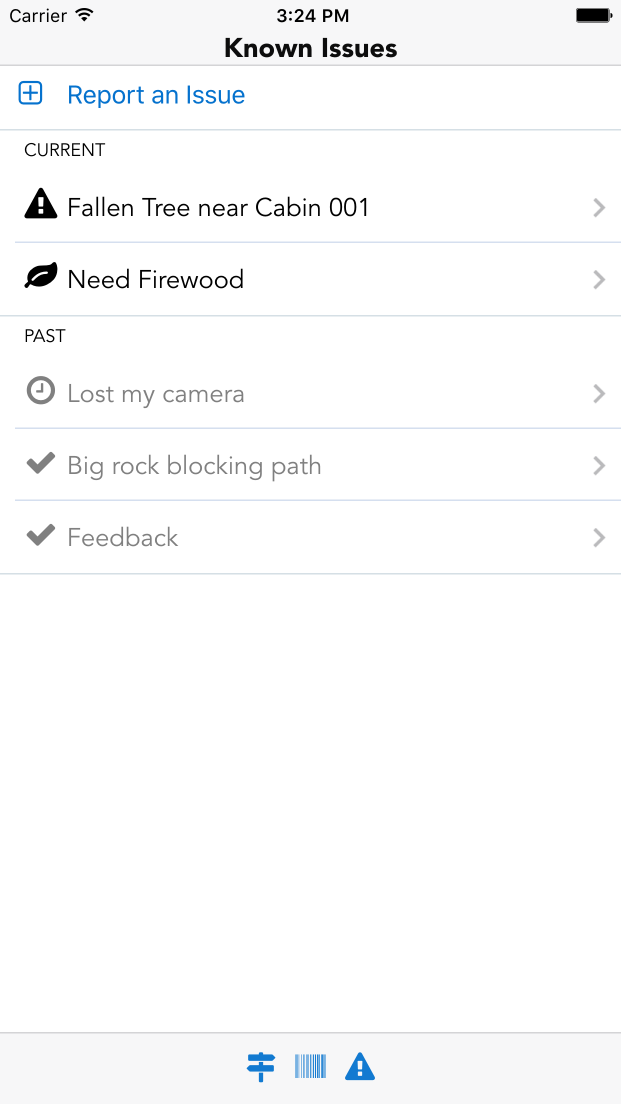 Carrier 3:24 PM
Known Issues
Report an Issue
CURRENT
Fallen Tree near Cabin 001
Need Firewood
PAST
Lost my camera
Big rock blocking path
Feedback